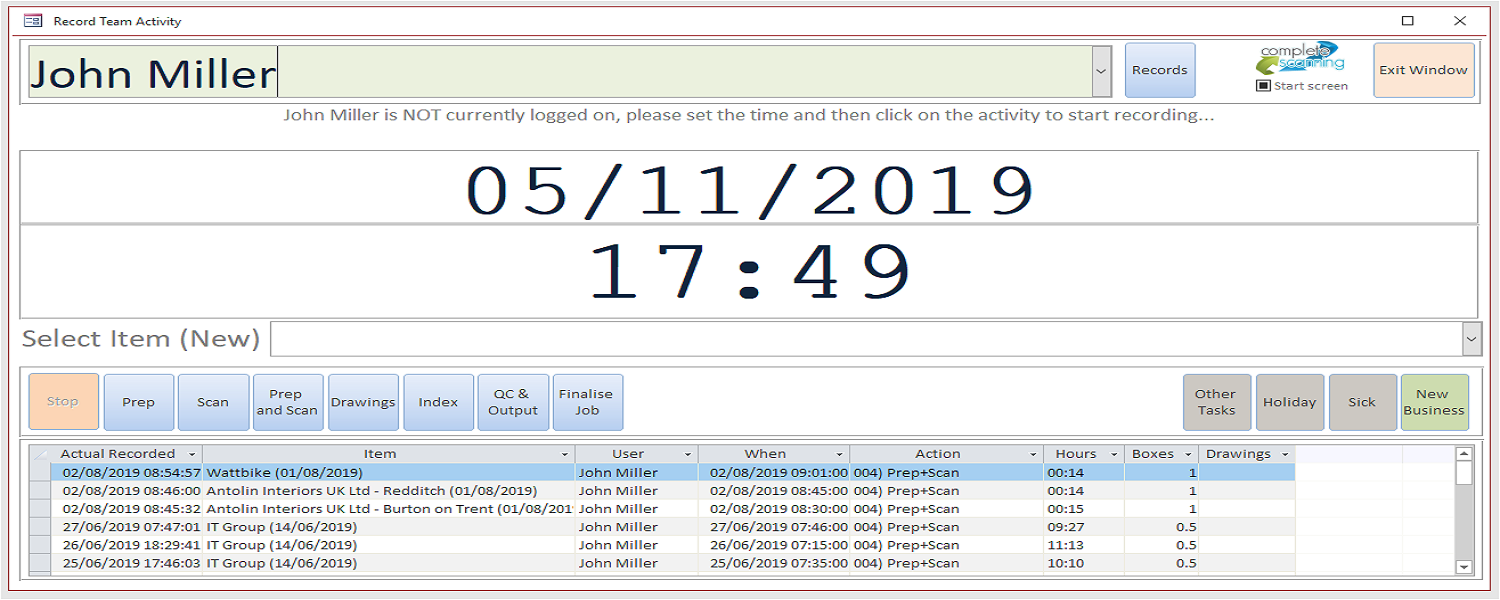 Record Team Activity
John Miller
Records
complete
scanning
Start screen
Exit Window
John Miller is NOT currently logged on, please set the time and then click on the activity to start recording...
05/11/2019
17:49
Select Item (New)
Stop
Prep
Scan
Prep
and Scan
Drawings
Index
QC &
Output
Finalise
Job
Other
Tasks
Holiday
Sick
New
Business
Actual Recorded Item User When Action Hours Boxes Drawings
02/08/2019 08:54:57 Wattbike (01/08/2019) John Miller 02/08/2019 09:01:00 004) Prep+Scan 00:14 1
02/08/2019 08:46:00 Antolin Interiors UK Ltd - Redditch (01/08/2019) John Miller 02/08/2019 08:45:00 004) Prep+Scan 00:14 1
02/08/2019 08:45:32 Antolin Interiors UK Ltd - Burton on Trent (01/08/201 John Miller 02/08/2019 08:30:00 004) Prep+Scan 00:15 1
27/06/2019 07:47:01 IT Group (14/06/2019) John Miller 27/06/2019 07:46:00 004) Prep+Scan 09:27 0.5
26/06/2019 18:29:41 IT Group (14/06/2019) John Miller 26/06/2019 07:15:00 004) Prep+Scan 11:13 0.5
25/06/2019 17:46:03 IT Group (14/06/2019) John Miller 25/06/2019 07:35:00 004) Prep+Scan 10:10 0.5